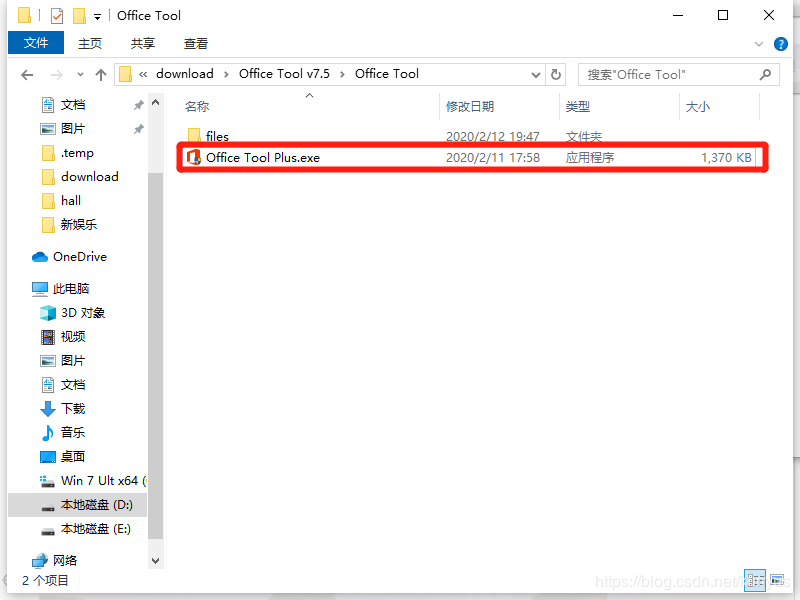 Office Tool
文件 主页 共享 查看
« download › Office Tool v7.5 › Office Tool
搜索"Office Tool"
名称 修改日期 类型 大小
files 2020/2/12 19:47 文件夹
Office Tool Plus.exe 2020/2/11 17:58 应用程序 1,370 KB
文档
图片
.temp
download
hall
新娱乐
OneDrive
此电脑
3D 对象
视频
图片
文档
下载
音乐
桌面
Win 7 Ult x64 (
本地磁盘 (D:)
本地磁盘 (E:)
网络
2 个项目
https://blog.csdn.net/